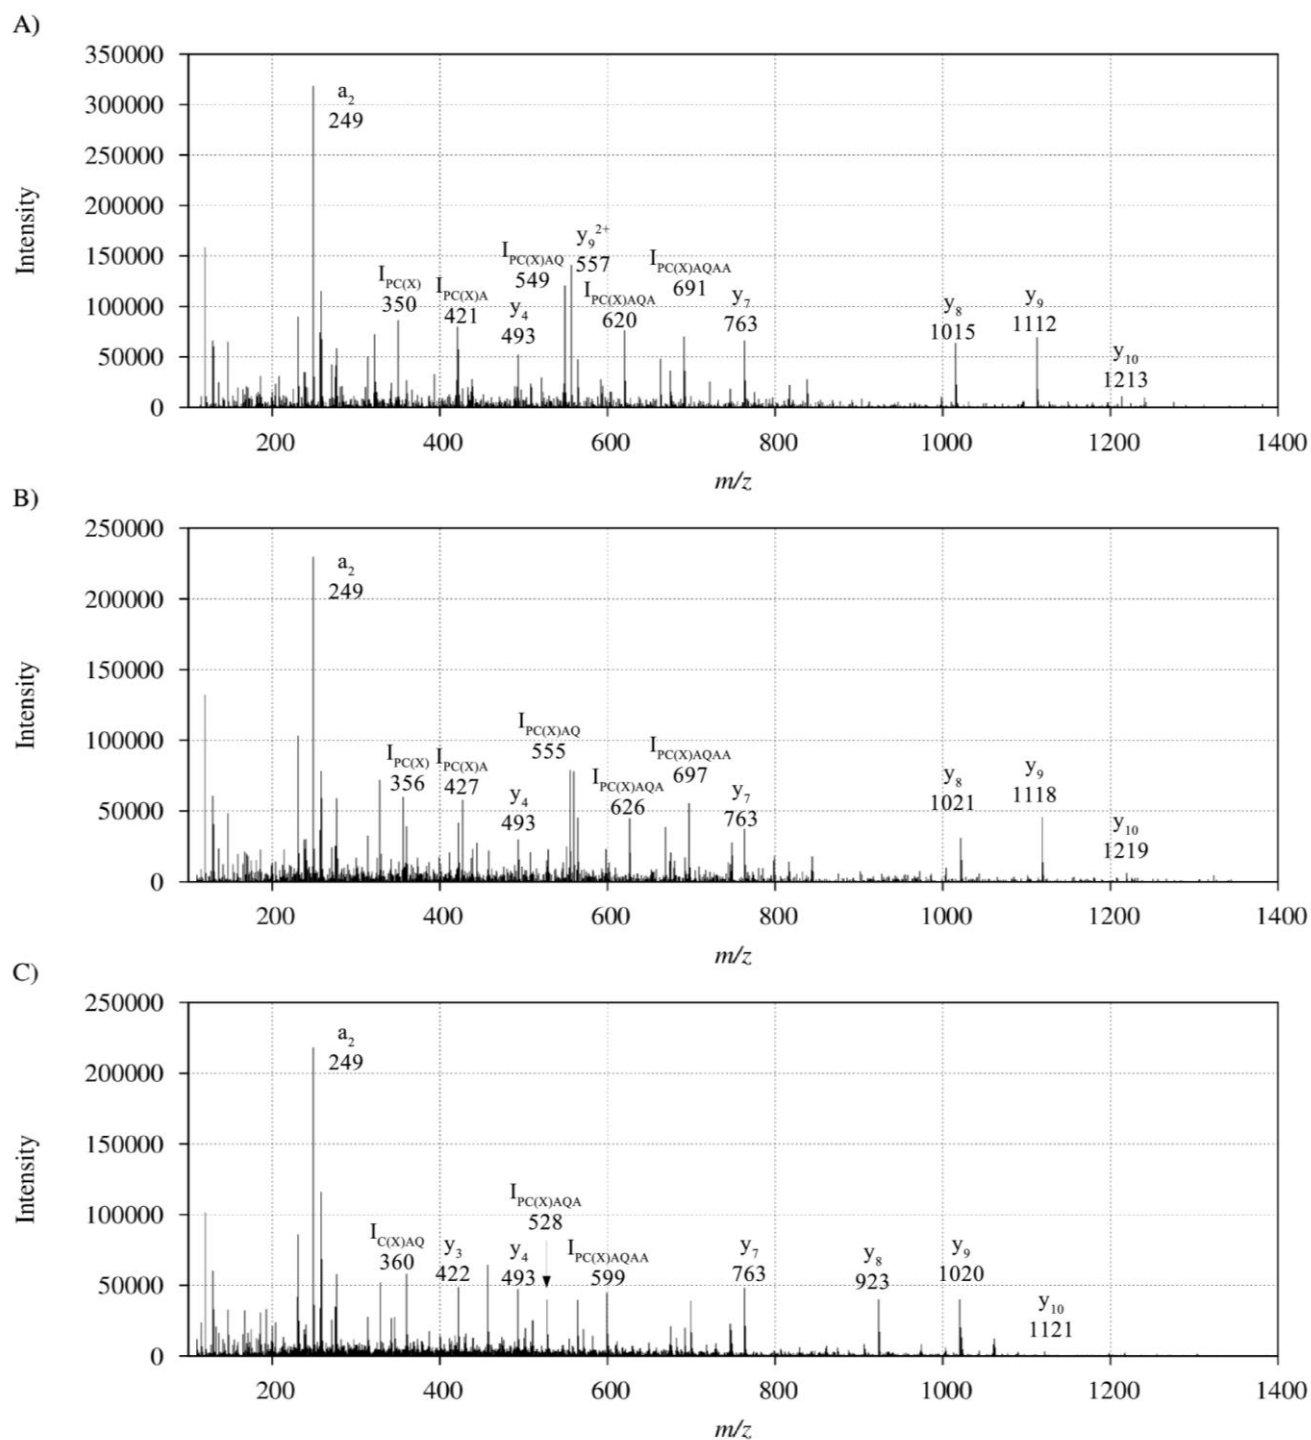 A)
350000
300000
250000
200000
150000
100000
50000
0
Intensity
a2
249
IPC(X)
350
IPC(X)A
421
y4
493
IPC(X)AQ
549
y9 2+
557
IPC(X)AQA
620
IPC(X)AQAA
691
y7
763
y8
1015
y9
1112
y10
1213
200 400 600 800 1000 1200 1400
m/z
B)
250000
200000
150000
100000
50000
0
Intensity
a2
249
IPC(X)
356
IPC(X)A
427
y4
493
IPC(X)AQ
555
IPC(X)AQA
626
IPC(X)AQAA
697
y7
763
y8
1021
y9
1118
y10
1219
200 400 600 800 1000 1200 1400
m/z
C)
250000
200000
150000
100000
50000
0
Intensity
a2
249
IC(X)AQ
360
y3
422
y4
493
IPC(X)AQA
528
IPC(X)AQAA
599
y7
763
y8
923
y9
1020
y10
1121
200 400 600 800 1000 1200 1400
m/z